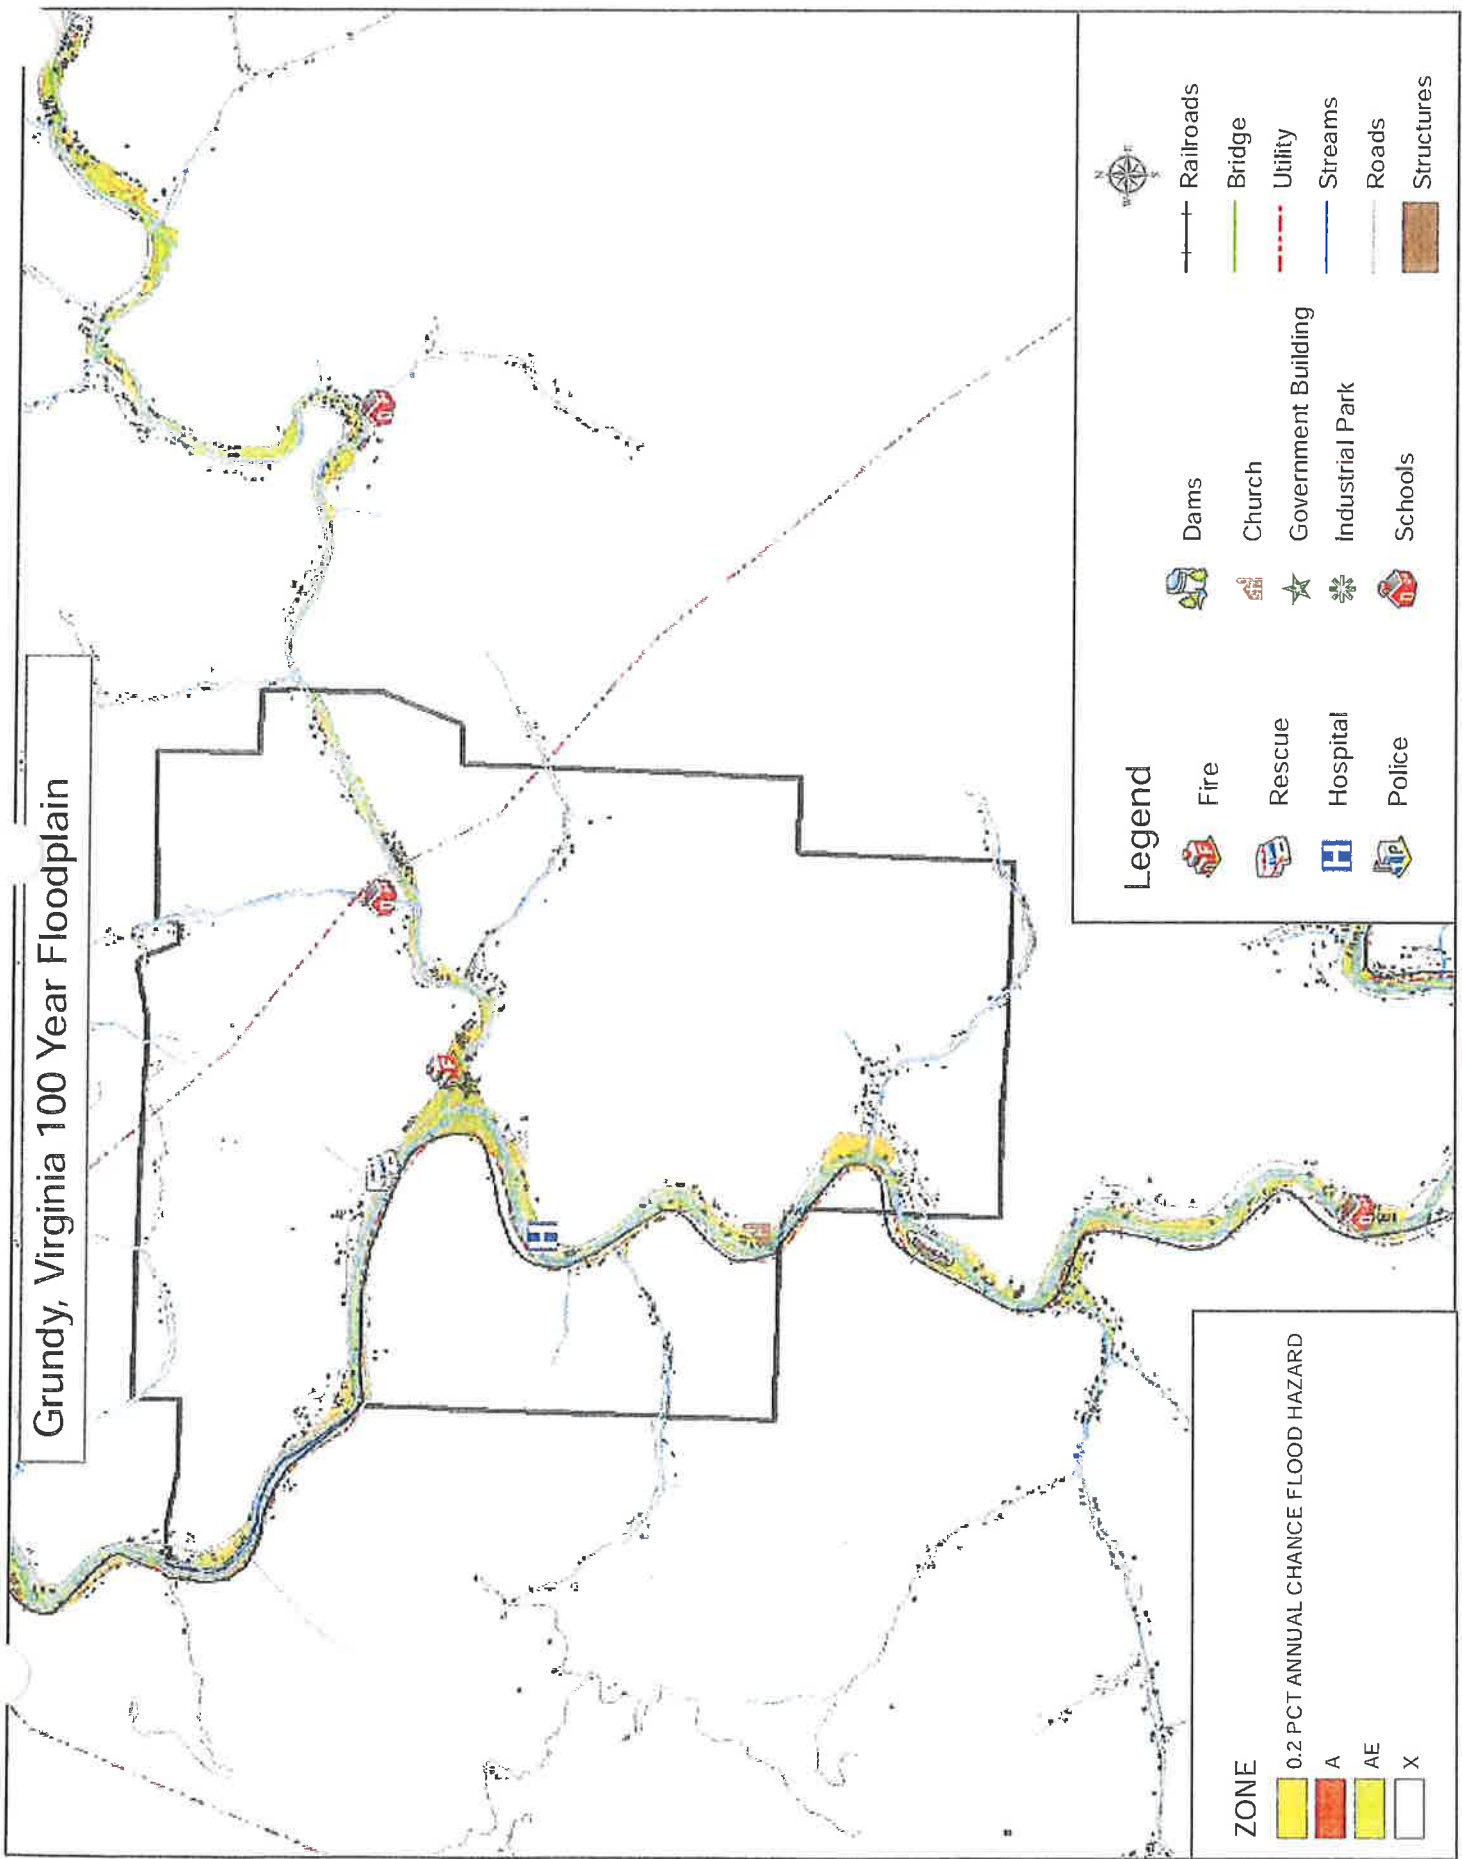 Grundy, Virginia 100 Year Floodplain
N
W
E
S
Legend
Fire
Rescue
Hospital
Police
Dams
Church
Government Building
Industrial Park
Schools
Railroads
Bridge
Utility
Streams
Roads
Structures
H
H
P
ZONE
0.2 PCT ANNUAL CHANCE FLOOD HAZARD
A
AE
X